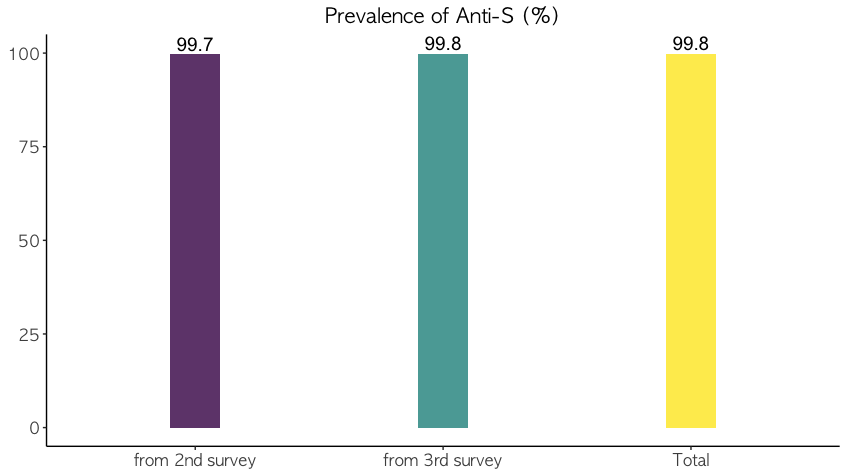 Prevalence of Anti-S (%)
99.7
99.8
99.8
100
75
50
25
0
from 2nd survey
from 3rd survey
Total